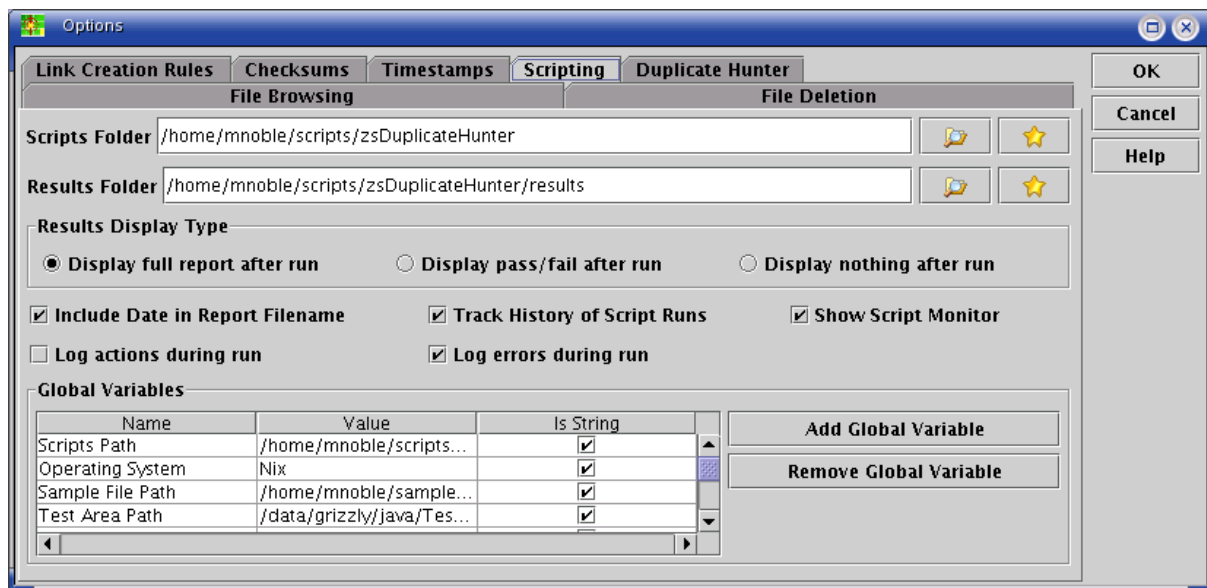 Options
Link Creation Rules Checksums Timestamps Scripting Duplicate Hunter
File Browsing File Deletion
OK
Cancel
Help
Scripts Folder /home/mnoble/scripts/zsDuplicateHunter
Results Folder /home/mnoble/scripts/zsDuplicateHunter/results
Results Display Type
Display full report after run Display pass/fail after run Display nothing after run
Include Date in Report Filename Track History of Script Runs Show Script Monitor
Log actions during run Log errors during run
Global Variables
Name Value Is String
Scripts Path /home/mnoble/scripts...
Operating System Nix
Sample File Path /home/mnoble/sample...
Test Area Path /data/grizzly/java/Tes...
Add Global Variable
Remove Global Variable